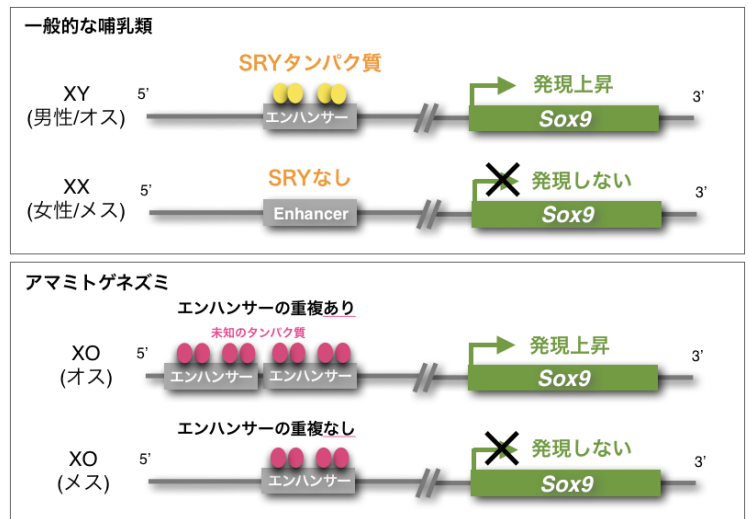 一般的な哺乳類
SRYタンパク質
XY
(男性/オス)
5’
エンハンサー
発現上昇
Sox9
3’
SRYなし
XX
(女性/メス)
5’
Enhancer
発現しない
Sox9
3’
アマミトゲネズミ
エンハンサーの重複あり
未知のタンパク質
XO
(オス)
5’
エンハンサー
エンハンサー
発現上昇
Sox9
3’
エンハンサーの重複なし
XO
(メス)
5’
エンハンサー
発現しない
Sox9
3’